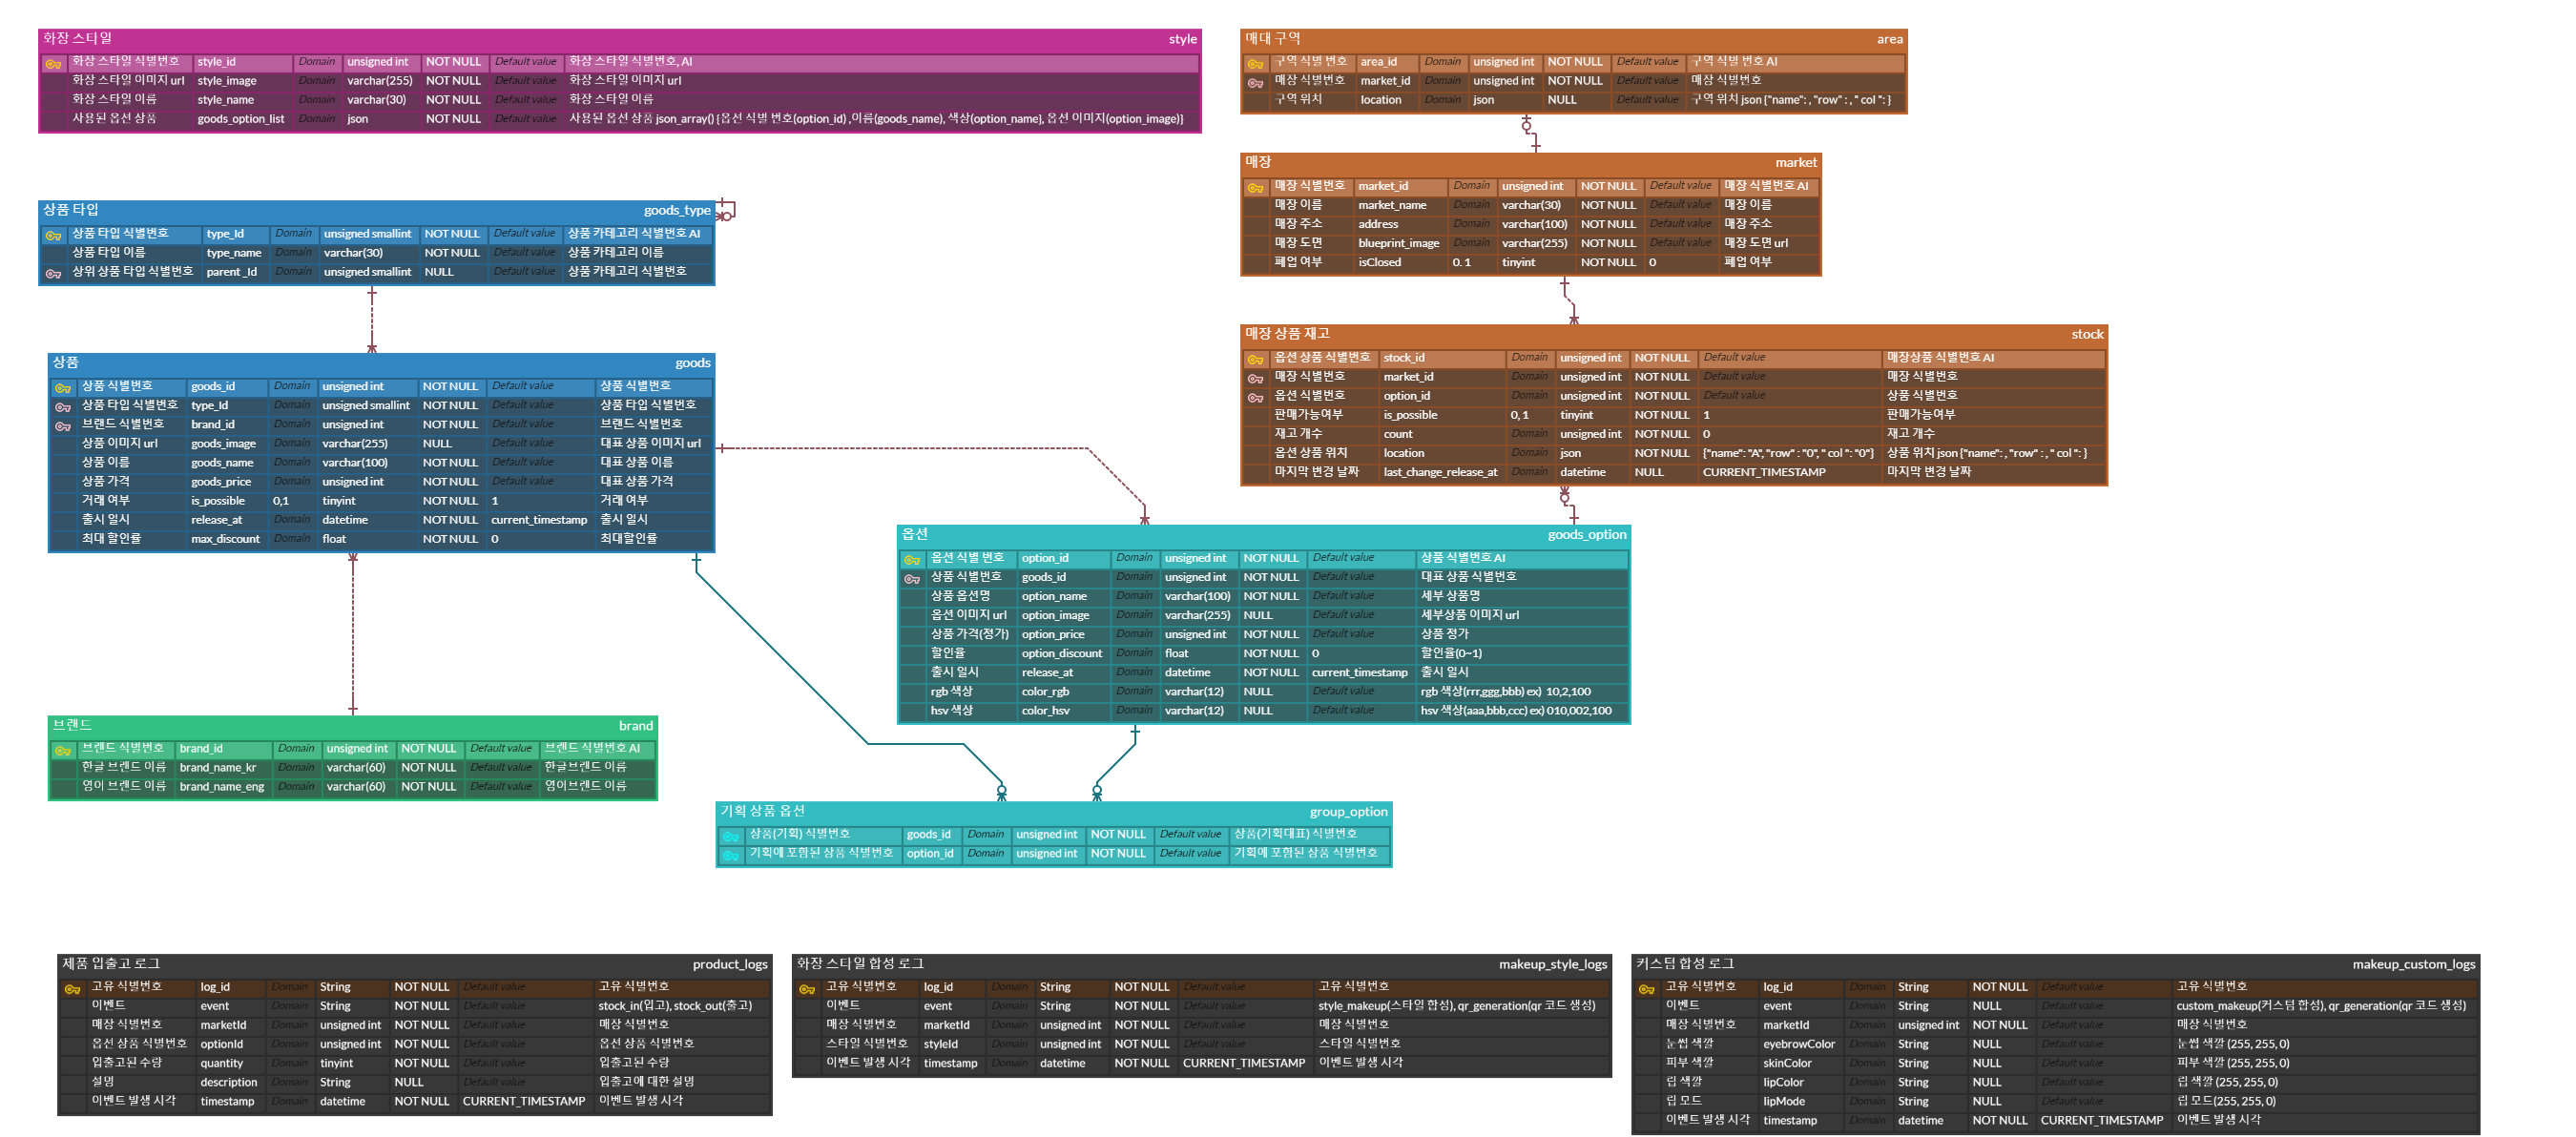 화장 스타일 style
화장 스타일 식별번호 style_id Domain unsigned int NOT NULL Default value 화장 스타일 식별번호, AI
화장 스타일 이미지 url style_image Domain varchar(255) NOT NULL Default value 화장 스타일 이미지 url
화장 스타일 이름 style_name Domain varchar(30) NOT NULL Default value 화장 스타일 이름
사용된 옵션 상품 goods_option_list Domain json NOT NULL Default value 사용된 옵션 상품 json_array() {옵션 식별 번호(option_id) ,이름(goods_name), 색상(option_name), 옵션 이미지(option_image)}
매대 구역 area
구역 식별 번호 area_id Domain unsigned int NOT NULL Default value 구역 식별 번호 AI
매장 식별번호 market_id Domain unsigned int NOT NULL Default value 매장 식별번호
구역 위치 location Domain json NULL Default value 구역 위치 json {"name": , "row" : , " col ": }
매장 market
매장 식별번호 market_id Domain unsigned int NOT NULL Default value 매장 식별번호 AI
매장 이름 market_name Domain varchar(30) NOT NULL Default value 매장 이름
매장 주소 address Domain varchar(100) NOT NULL Default value 매장 주소
매장 도면 blueprint_image Domain varchar(255) NOT NULL Default value 매장 도면 url
폐업 여부 isClosed 0. 1 tinyint NOT NULL 0 폐업 여부
상품 타입 goods_type
상품 타입 식별번호 type_Id Domain unsigned smallint NOT NULL Default value 상품 카테고리 식별번호 AI
상품 타입 이름 type_name Domain varchar(30) NOT NULL Default value 상품 카테고리 이름
상위 상품 타입 식별번호 parent_Id Domain unsigned smallint NULL Default value 상품 카테고리 식별번호
매장 상품 재고 stock
옵션 상품 식별번호 stock_id Domain unsigned int NOT NULL Default value 매장상품 식별번호 AI
매장 식별번호 market_id Domain unsigned int NOT NULL Default value 매장 식별번호
옵션 식별번호 option_id Domain unsigned int NOT NULL Default value 상품 식별번호
판매가능여부 is_possible 0, 1 tinyint NOT NULL 1 판매가능여부
재고 개수 count Domain unsigned int NOT NULL 0 재고 개수
옵션 상품 위치 location Domain json NOT NULL {"name": "A", "row" : "0", " col ": "0"} 상품 위치 json {"name": , "row" : , " col ": }
마지막 변경 날짜 last_change_release_at Domain datetime NULL CURRENT_TIMESTAMP 마지막 변경 날짜
상품 goods
상품 식별번호 goods_id Domain unsigned int NOT NULL Default value 상품 식별번호
상품 타입 식별번호 type_Id Domain unsigned smallint NOT NULL Default value 상품 타입 식별번호
브랜드 식별번호 brand_id Domain unsigned int NOT NULL Default value 브랜드 식별번호
상품 이미지 url goods_image Domain varchar(255) NULL Default value 대표 상품 이미지 url
상품 이름 goods_name Domain varchar(100) NOT NULL Default value 대표 상품 이름
상품 가격 goods_price Domain unsigned int NOT NULL Default value 대표 상품 가격
거래 여부 is_possible 0,1 tinyint NOT NULL 1 거래 여부
출시 일시 release_at Domain datetime NOT NULL current_timestamp 출시 일시
최대 할인률 max_discount Domain float NOT NULL 0 최대할인률
옵션 goods_option
옵션 식별 번호 option_id Domain unsigned int NOT NULL Default value 상품 식별번호 AI
상품 식별번호 goods_id Domain unsigned int NOT NULL Default value 대표 상품 식별번호
상품 옵션명 option_name Domain varchar(100) NOT NULL Default value 세부 상품명
옵션 이미지 url option_image Domain varchar(255) NULL Default value 세부상품 이미지 url
상품 가격(정가) option_price Domain unsigned int NOT NULL Default value 상품 정가
할인율 option_discount Domain float NOT NULL 0 할인율(0~1)
출시 일시 release_at Domain datetime NOT NULL current_timestamp 출시 일시
rgb 색상 color_rgb Domain varchar(12) NULL Default value rgb 색상(rrr,ggg,bbb) ex) 10,2,100
hsv 색상 color_hsv Domain varchar(12) NULL Default value hsv 색상(aaa,bbb,ccc) ex) 010,002,100
브랜드 brand
브랜드 식별번호 brand_id Domain unsigned int NOT NULL Default value 브랜드 식별번호 AI
한글 브랜드 이름 brand_name_kr Domain varchar(60) NOT NULL Default value 한글브랜드 이름
영어 브랜드 이름 brand_name_eng Domain varchar(60) NOT NULL Default value 영어브랜드 이름
기획 상품 옵션 group_option
상품(기획) 식별번호 goods_id Domain unsigned int NOT NULL Default value 상품(기획대표) 식별번호
기획에 포함된 상품 식별번호 option_id Domain unsigned int NOT NULL Default value 기획에 포함된 상품 식별번호
제품 입출고 로그 product_logs
고유 식별번호 log_id Domain String NOT NULL Default value 고유 식별번호
이벤트 event Domain String NOT NULL Default value stock_in(입고), stock_out(출고)
매장 식별번호 marketId Domain unsigned int NOT NULL Default value 매장 식별번호
옵션 상품 식별번호 optionId Domain unsigned int NOT NULL Default value 옵션 상품 식별번호
입출고된 수량 quantity Domain tinyint NOT NULL Default value 입출고된 수량
설명 description Domain String NULL Default value 입출고에 대한 설명
이벤트 발생 시각 timestamp Domain datetime NOT NULL CURRENT_TIMESTAMP 이벤트 발생 시각
화장 스타일 합성 로그 makeup_style_logs
고유 식별번호 log_id Domain String NOT NULL Default value 고유 식별번호
이벤트 event Domain String NOT NULL Default value style_makeup(스타일 합성), qr_generation(qr 코드 생성)
매장 식별번호 marketId Domain unsigned int NOT NULL Default value 매장 식별번호
스타일 식별번호 styleId Domain unsigned int NOT NULL Default value 스타일 식별번호
이벤트 발생 시각 timestamp Domain datetime NOT NULL CURRENT_TIMESTAMP 이벤트 발생 시각
커스텀 합성 로그 makeup_custom_logs
고유 식별번호 log_id Domain String NOT NULL Default value 고유 식별번호
이벤트 event Domain String NULL Default value custom_makeup(커스텀 합성), qr_generation(qr 코드 생성)
매장 식별번호 marketId Domain unsigned int NOT NULL Default value 매장 식별번호
눈썹 색깔 eyebrowColor Domain String NULL Default value 눈썹 색깔 (255, 255, 0)
피부 색깔 skinColor Domain String NULL Default value 피부 색깔 (255, 255, 0)
립 색깔 lipColor Domain String NULL Default value 립 색깔 (255, 255, 0)
립 모드 lipMode Domain String NULL Default value 립 모드(255, 255, 0)
이벤트 발생 시각 timestamp Domain datetime NOT NULL CURRENT_TIMESTAMP 이벤트 발생 시각